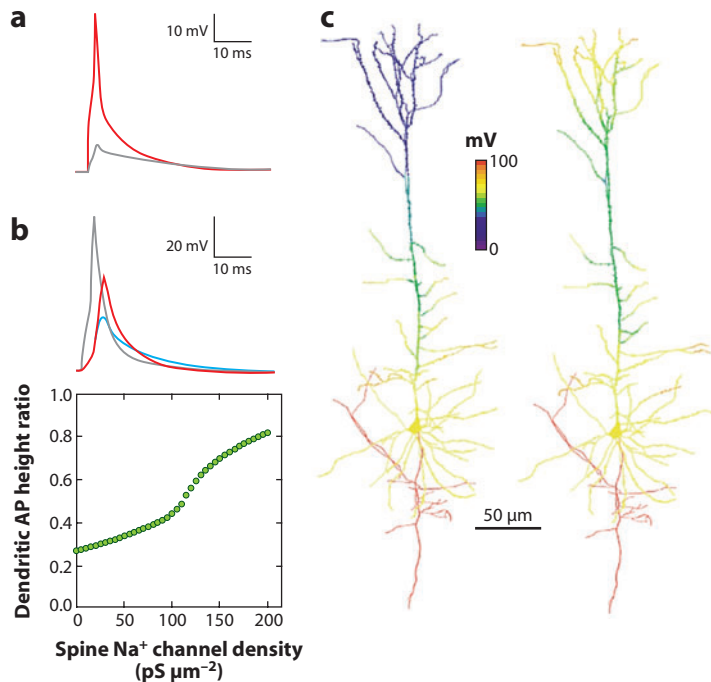 a
10 mV
10 ms
b
20 mV
10 ms
Dendritic AP height ratio
1.0
0.8
0.6
0.4
0.2
0.0
0
50
100
150
200
Spine Na⁺ channel density
(pS μm⁻²)
c
mV
100
0
50 μm